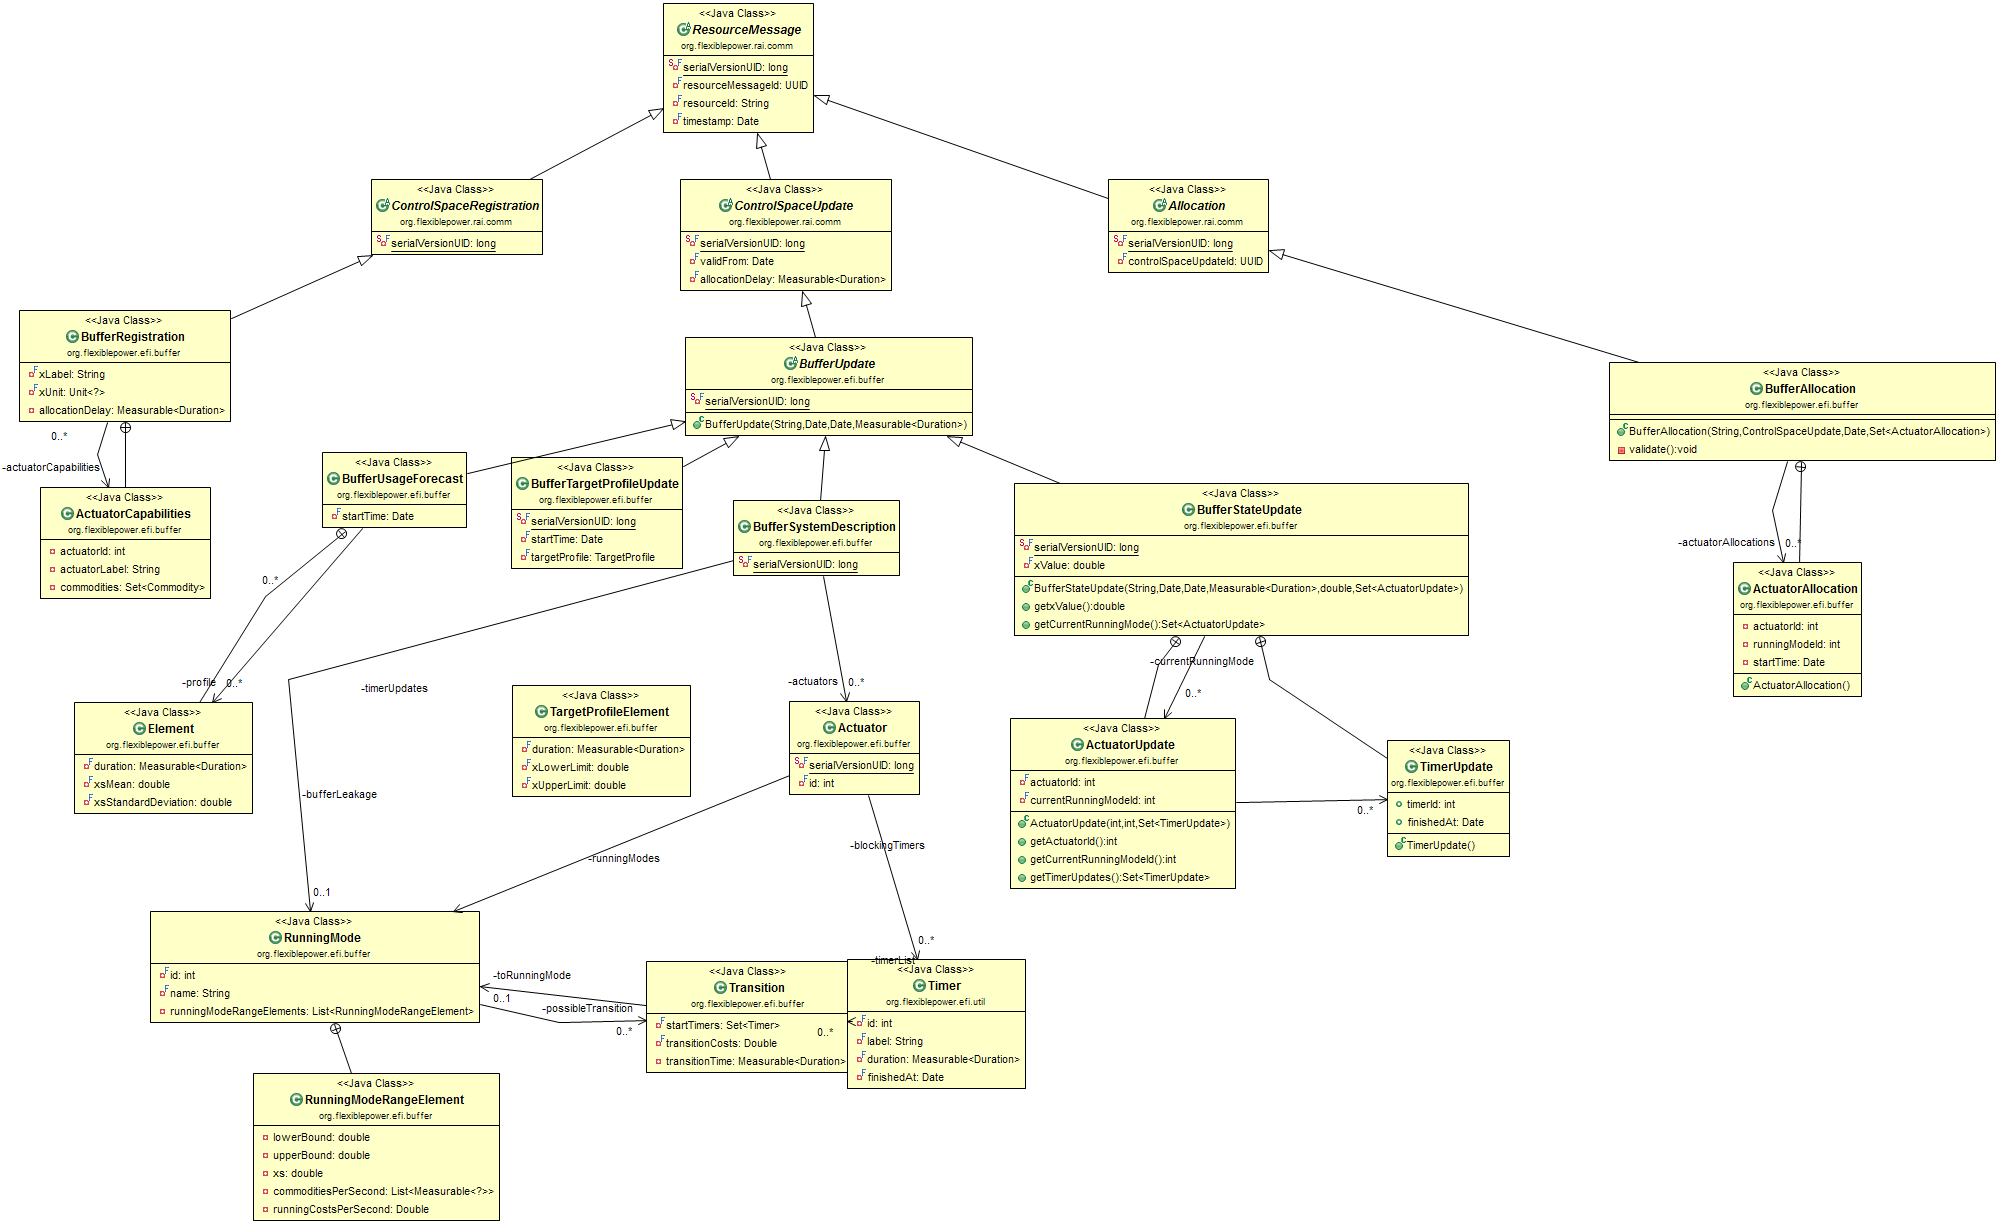 <<Java Class>>
ResourceMessage
org.flexiblepower.rai.comm
serialVersionUID: long
resourceMessageId: UUID
resourceId: String
timestamp: Date
<<Java Class>>
ControlSpaceRegistration
org.flexiblepower.rai.comm
serialVersionUID: long
<<Java Class>>
ControlSpaceUpdate
org.flexiblepower.rai.comm
serialVersionUID: long
validFrom: Date
allocationDelay: Measurable<Duration>
<<Java Class>>
Allocation
org.flexiblepower.rai.comm
serialVersionUID: long
controlSpaceUpdateId: UUID
<<Java Class>>
BufferRegistration
org.flexiblepower.efi.buffer
xLabel: String
xUnit: Unit<?>
allocationDelay: Measurable<Duration>
<<Java Class>>
BufferUpdate
org.flexiblepower.efi.buffer
serialVersionUID: long
BufferUpdate(String,Date,Date,Measurable<Duration>)
<<Java Class>>
BufferAllocation
org.flexiblepower.efi.buffer
BufferAllocation(String,ControlSpaceUpdate,Date,Set<ActuatorAllocation>)
validate():void
0..*
-actuatorCapabilities
<<Java Class>>
ActuatorCapabilities
org.flexiblepower.efi.buffer
actuatorId: int
actuatorLabel: String
commodities: Set<Commodity>
<<Java Class>>
BufferUsageForecast
org.flexiblepower.efi.buffer
startTime: Date
<<Java Class>>
BufferTargetProfileUpdate
org.flexiblepower.efi.buffer
serialVersionUID: long
startTime: Date
targetProfile: TargetProfile
<<Java Class>>
BufferSystemDescription
org.flexiblepower.efi.buffer
serialVersionUID: long
<<Java Class>>
BufferStateUpdate
org.flexiblepower.efi.buffer
serialVersionUID: long
xValue: double
BufferStateUpdate(String,Date,Date,Measurable<Duration>,double,Set<ActuatorUpdate>)
getxValue():double
getCurrentRunningMode():Set<ActuatorUpdate>
-actuatorAllocations
0..*
<<Java Class>>
ActuatorAllocation
org.flexiblepower.efi.buffer
actuatorId: int
runningModeId: int
startTime: Date
ActuatorAllocation()
0..*
-profile
0..*
-timerUpdates
-actuators
0..*
-currentRunningMode
0..*
<<Java Class>>
Element
org.flexiblepower.efi.buffer
duration: Measurable<Duration>
xsMean: double
xsStandardDeviation: double
<<Java Class>>
TargetProfileElement
org.flexiblepower.efi.buffer
duration: Measurable<Duration>
xLowerLimit: double
xUpperLimit: double
<<Java Class>>
Actuator
org.flexiblepower.efi.buffer
serialVersionUID: long
id: int
<<Java Class>>
ActuatorUpdate
org.flexiblepower.efi.buffer
actuatorId: int
currentRunningModeId: int
ActuatorUpdate(int,int,Set<TimerUpdate>)
getActuatorId():int
getCurrentRunningModeId():int
getTimerUpdates():Set<TimerUpdate>
0..*
<<Java Class>>
TimerUpdate
org.flexiblepower.efi.buffer
timerId: int
finishedAt: Date
TimerUpdate()
-bufferLeakage
0..1
-runningModes
-blockingTimers
0..*
<<Java Class>>
RunningMode
org.flexiblepower.efi.buffer
id: int
name: String
runningModeRangeElements: List<RunningModeRangeElement>
-toRunningMode
0..1
-possibleTransition
0..*
<<Java Class>>
Transition
org.flexiblepower.efi.buffer
startTimers: Set<Timer>
transitionCosts: Double
transitionTime: Measurable<Duration>
0..*
-timerList
<<Java Class>>
Timer
org.flexiblepower.efi.util
id: int
label: String
duration: Measurable<Duration>
finishedAt: Date
<<Java Class>>
RunningModeRangeElement
org.flexiblepower.efi.buffer
lowerBound: double
upperBound: double
xs: double
commoditiesPerSecond: List<Measurable<?>>
runningCostsPerSecond: Double